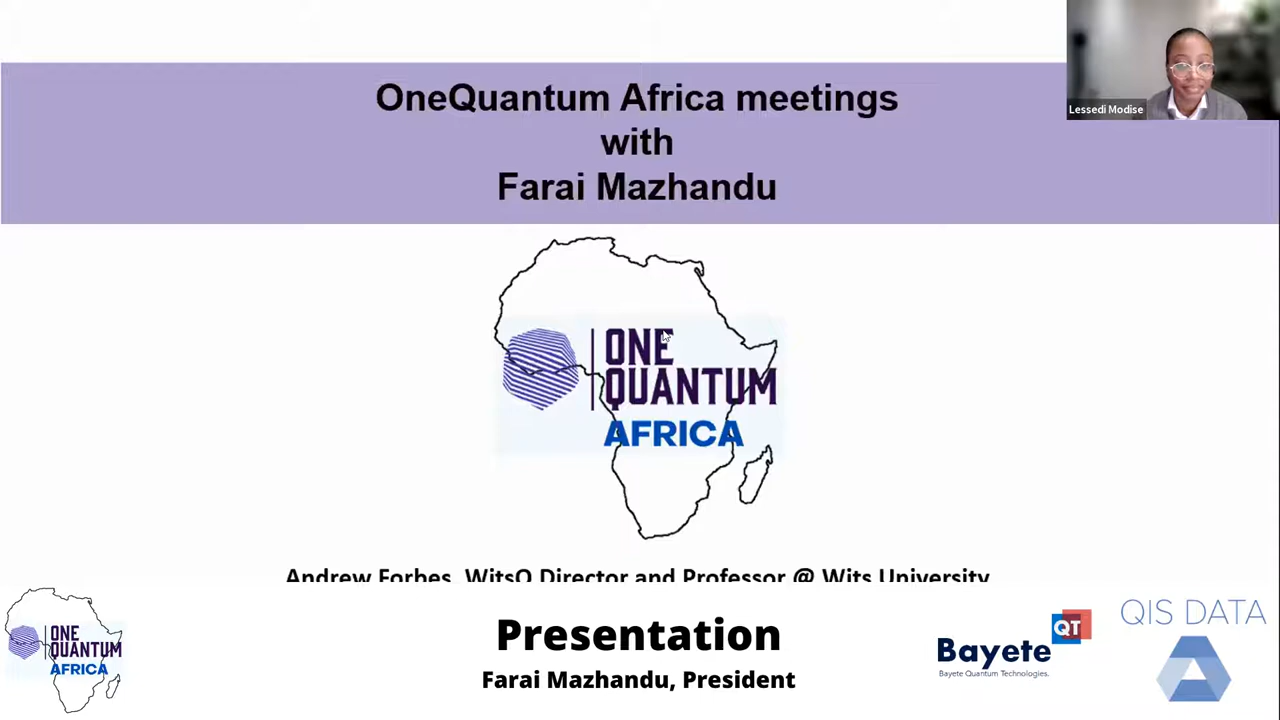 OneQuantum Africa meetings
with
Farai Mazhandu
Lessedi Modise
ONE
QUANTUM
AFRICA
Andrew Forbes, WitsQ Director and Professor @ Wits University
Presentation
Farai Mazhandu, President
ONE
QUANTUM
AFRICA
Bayete QT
Bayete Quantum Technologies.
QIS DATA